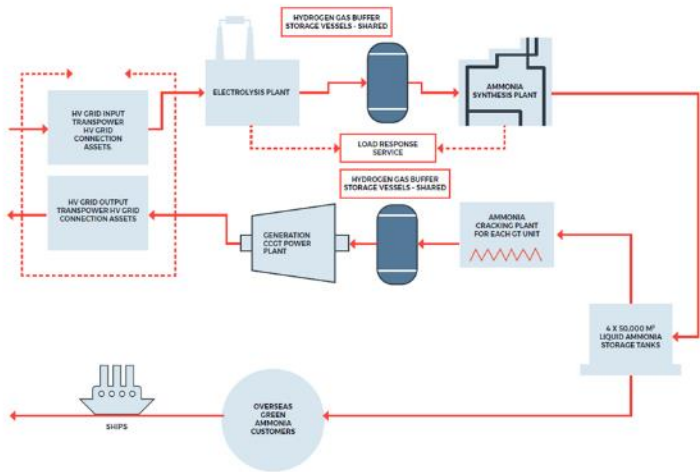 HYDROGEN GAS BUFFER
STORAGE VESSELS - SHARED
ELECTROLYSIS PLANT
AMMONIA
SYNTHESIS PLANT
HV GRID INPUT
TRANSPOWER
HV GRID
CONNECTION
ASSETS.
LOAD RESPONSE
SERVICE
HYDROGEN GAS BUFFER
STORAGE VESSELS - SHARED
HV GRID OUTPUT
TRANSPOWER HV GRID
CONNECTION ASSETS
GENERATION
CCGT POWER
PLANT
AMMONIA
CRACKING PLANT
FOR EACH GT UNIT
4 X 50,000 M³
LIQUID AMMONIA
STORAGE TANKS
SHIPS
OVERSEAS
GREEN
AMMONIA
CUSTOMERS